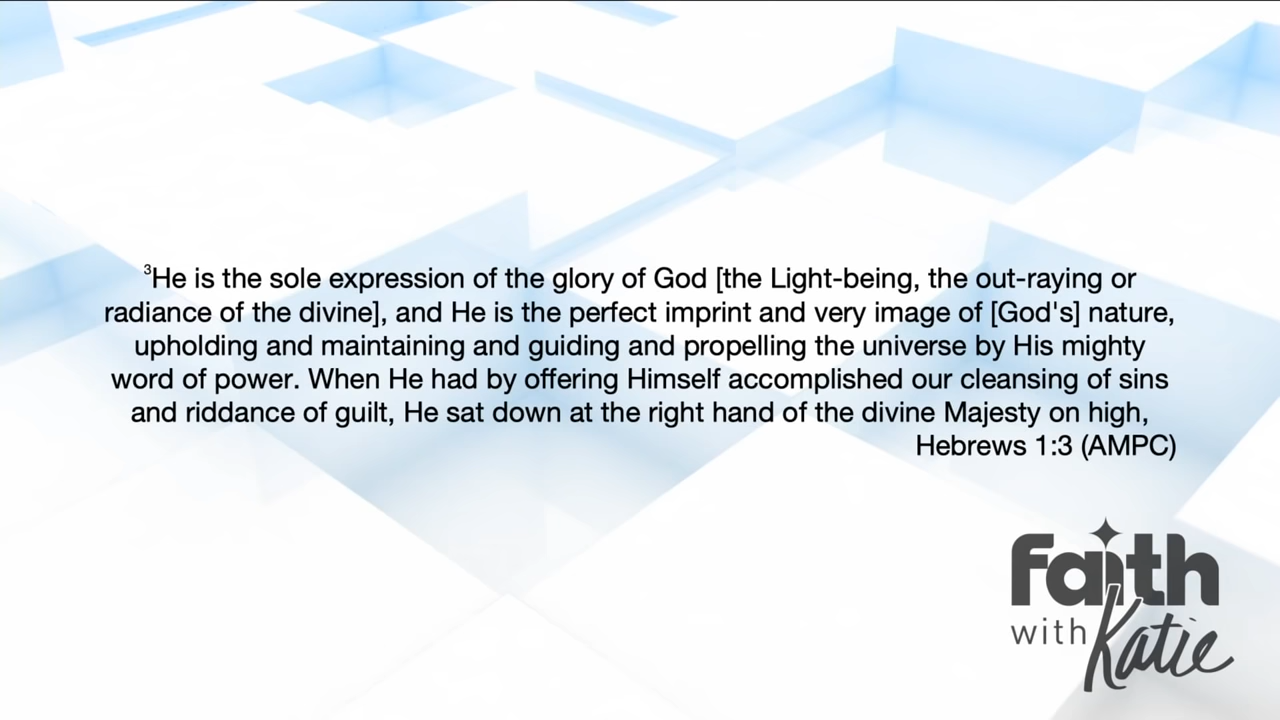 ³He is the sole expression of the glory of God [the Light-being, the out-raying or
radiance of the divine], and He is the perfect imprint and very image of [God's] nature,
upholding and maintaining and guiding and propelling the universe by His mighty
word of power. When He had by offering Himself accomplished our cleansing of sins
and riddance of guilt, He sat down at the right hand of the divine Majesty on high,
Hebrews 1:3 (AMPC)
faith
with Katie